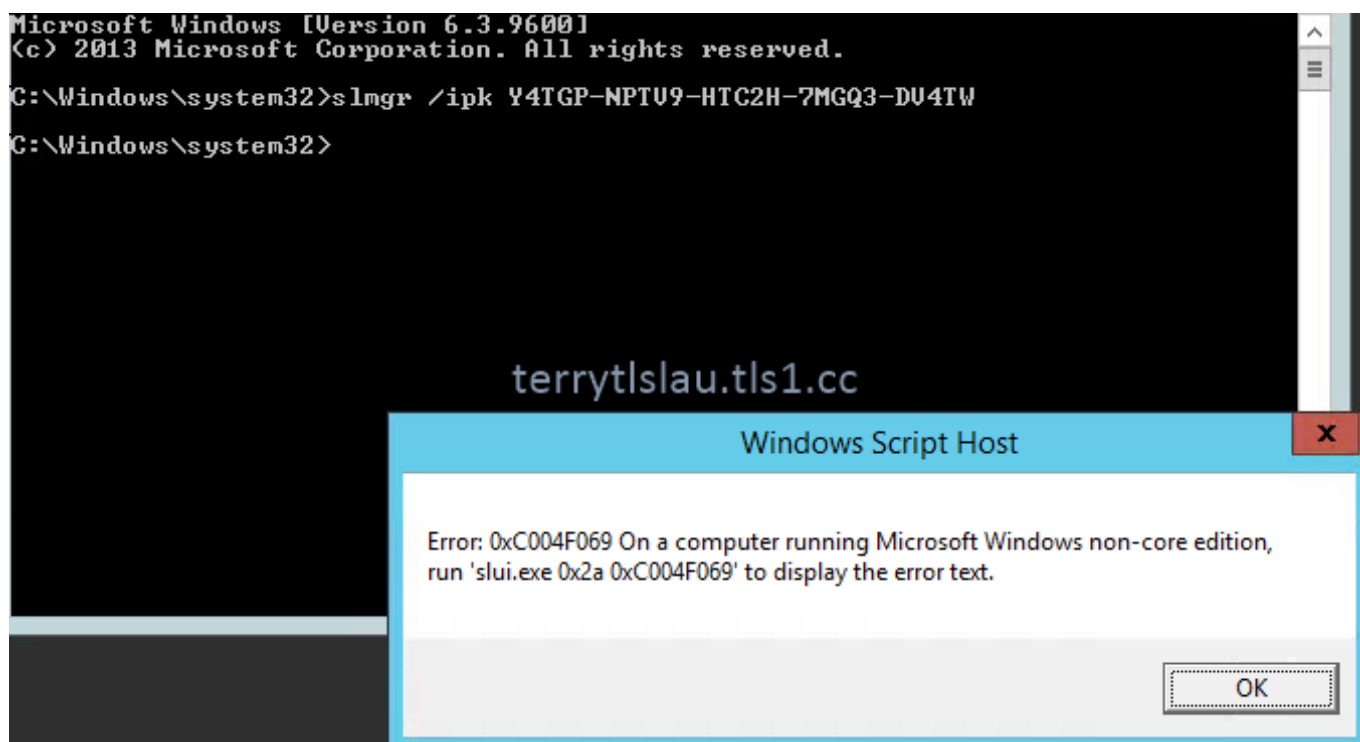 Microsoft Windows [Version 6.3.9600]
(c) 2013 Microsoft Corporation. All rights reserved.
C:\Windows\system32>slmgr /ipk Y4TGP-NPTV9-HTC2H-7MGQ3-DV4TW
C:\Windows\system32>
terrytlslau.tls1.cc
Windows Script Host
x
Error: 0xC004F069 On a computer running Microsoft Windows non-core edition,
run 'slui.exe 0x2a 0xC004F069' to display the error text.
OK